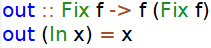 out :: Fix f -> f (Fix f)
out (In x) = x